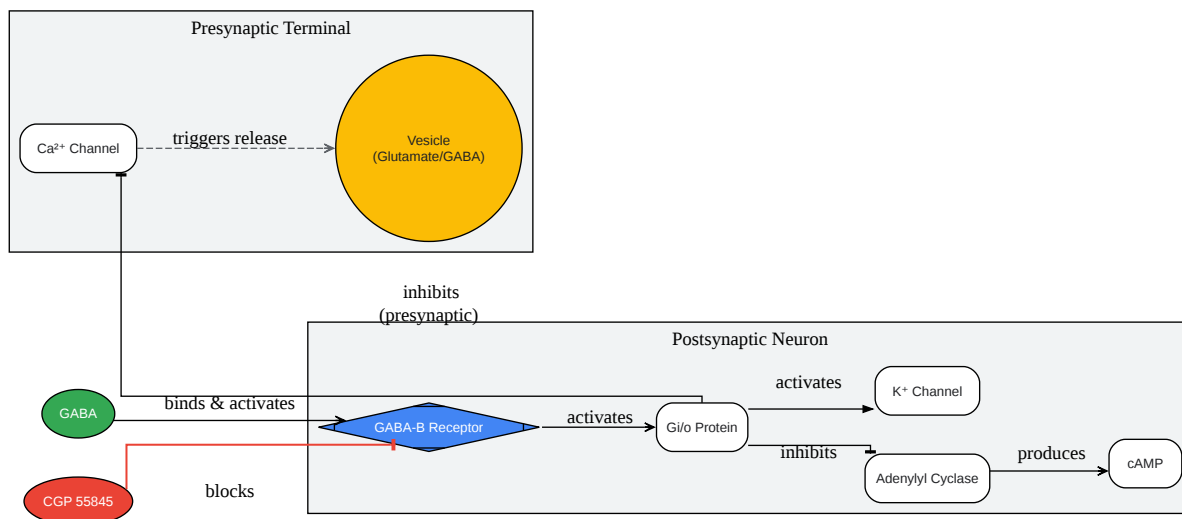 Presynaptic Terminal
Ca²⁺ Channel
triggers release
Vesicle
(Glutamate/GABA)
inhibits
(presynaptic)
Postsynaptic Neuron
GABA
binds & activates
GABA-B Receptor
activates
Gi/o Protein
activates
K⁺ Channel
inhibits
Adenylyl Cyclase
produces
cAMP
CGP 55845
blocks